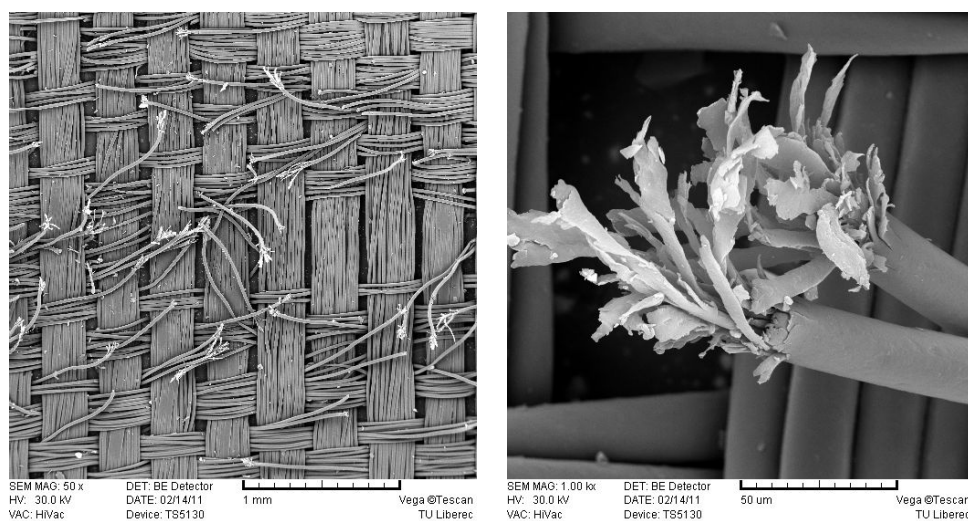 SEM MAG: 50 x DET: BE Detector
HV: 30.0 kV DATE: 02/14/11 1 mm Vega ©Tescan
VAC: HiVac Device: TS5130 TU Liberec
SEM MAG: 1.00 kx DET: BE Detector
HV: 30.0 kV DATE: 02/14/11 50 um Vega ©Tescan
VAC: HiVac Device: TS5130 TU Liberec